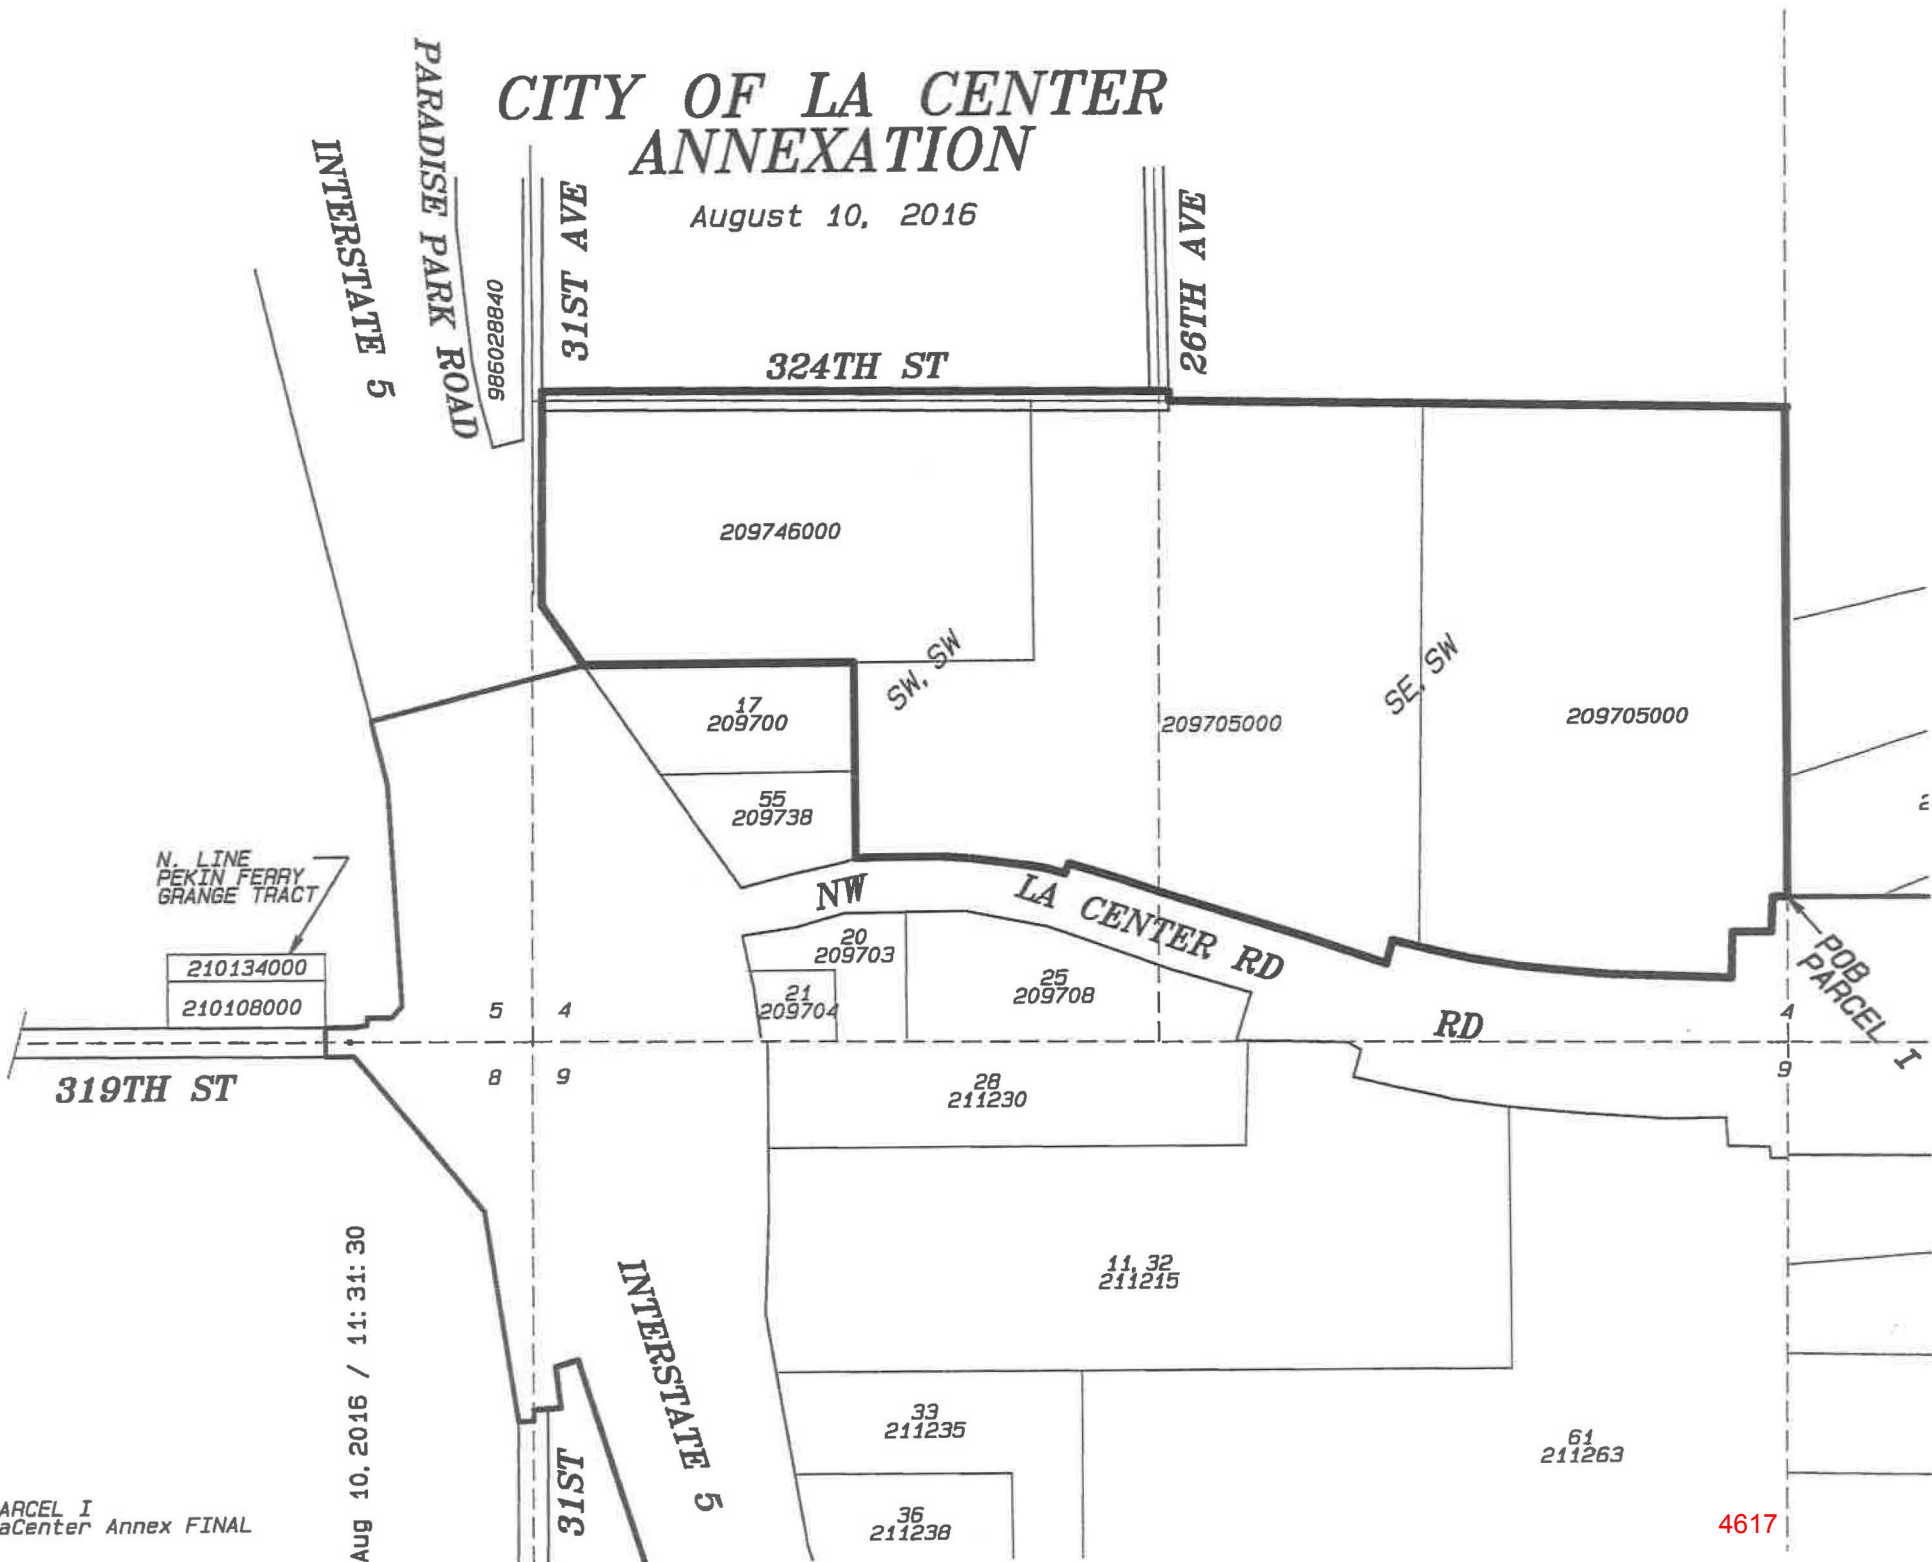 CITY OF LA CENTER
ANNEXATION
August 10, 2016
PARADISE PARK ROAD
INTERSTATE 5
986028840
31ST AVE
26TH AVE
324TH ST
209746000
SW, SW
SE, SW
17
209700
209705000
209705000
55
209738
N. LINE
PEKIN FERRY
GRANGE TRACT
NW
LA CENTER RD
20
209703
210134000
210108000
21
209704
25
209708
5
4
RD
POB
PARCEL I
4
319TH ST
8
9
28
211230
9
11, 32
211215
Aug 10, 2016 / 11:31:30
INTERSTATE 5
33
211235
61
211263
31ST
36
211238
ARCEL I
aCenter Annex FINAL
4617